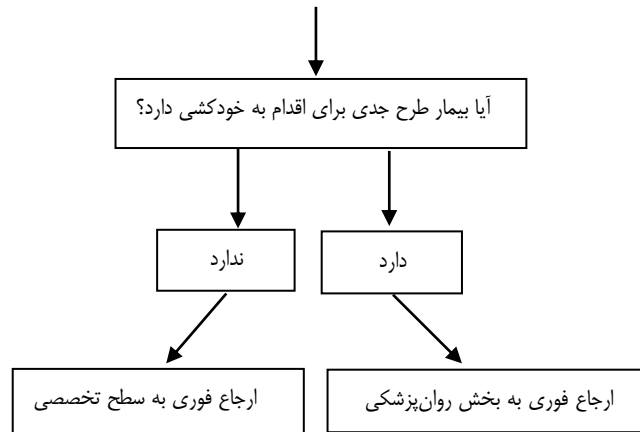 آیا بیمار طرح جدی برای اقدام به خودکشی دارد؟
دارد
ندارد
ارجاع فوری به بخش روان‌پزشکی
ارجاع فوری به سطح تخصصی